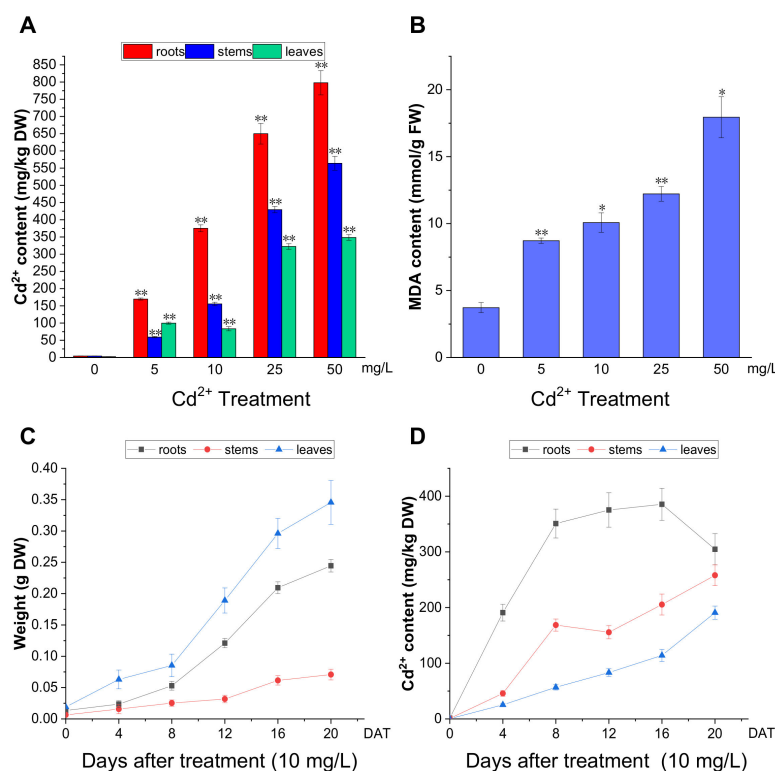 A
roots stems leaves
850
800
750
700
650
600
550
500
450
400
350
300
250
200
150
100
50
0
Cd²⁺ content (mg/kg DW)
** ** ** ** ** ** ** ** ** ** ** **
0 5 10 25 50 mg/L
Cd²⁺ Treatment
B
20
15
10
5
0
MDA content (mmol/g FW)
** * ** *
0 5 10 25 50 mg/L
Cd²⁺ Treatment
C
roots stems leaves
0.40
0.35
0.30
0.25
0.20
0.15
0.10
0.05
0.00
Weight (g DW)
0 4 8 12 16 20 DAT
Days after treatment (10 mg/L)
D
roots stems leaves
400
300
200
100
0
Cd²⁺ content (mg/kg DW)
0 4 8 12 16 20 DAT
Days after treatment (10 mg/L)